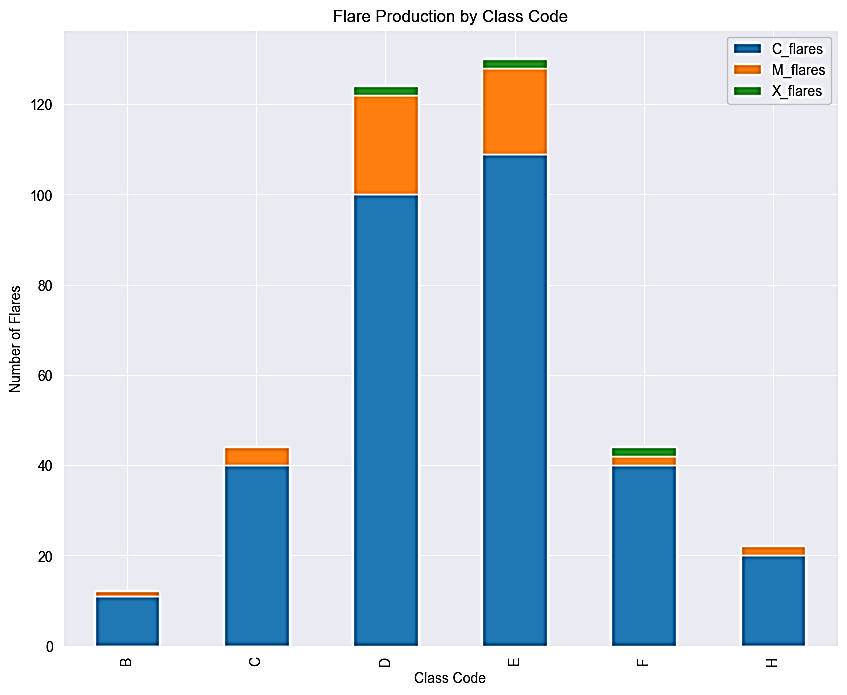 Flare Production by Class Code
C_flares
M_flares
X_flares
Number of Flares
120
100
80
60
40
20
0
B C D E F H
Class Code